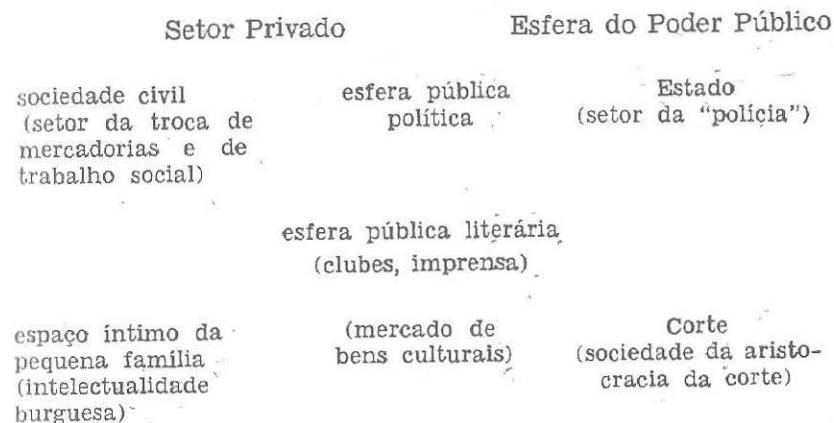 Setor Privado
Esfera do Poder Público
sociedade civil
(setor da troca de
mercadorias e de
trabalho social)
esfera pública
política
Estado
(setor da "polícia")
esfera pública literária
(clubes, imprensa)
espaço íntimo da
pequena família
(intelectualidade
burguesa)
(mercado de
bens culturais)
Corte
(sociedade da aristo-
cracia da corte)